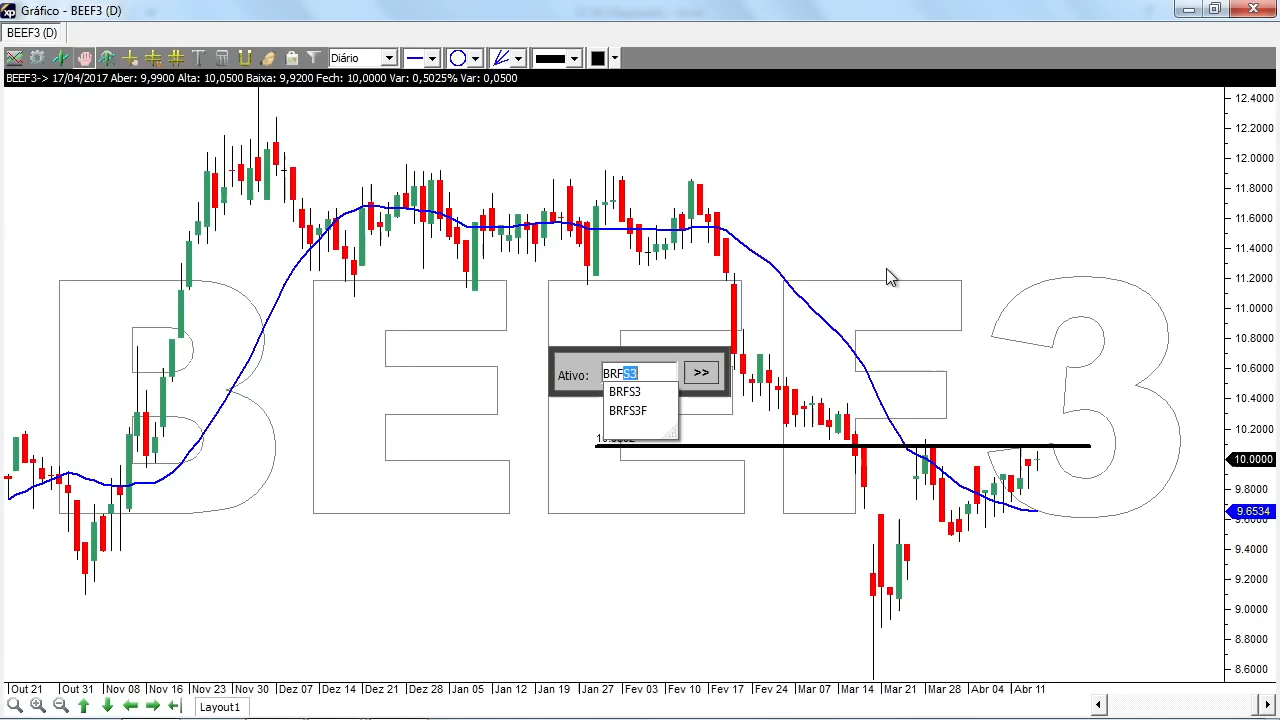 xp Gráfico - BEEF3 (D)
BEEF3 (D)
Diário
BEEF3-> 17/04/2017 Aber: 9,9900 Alta: 10,0500 Baixa: 9,9200 Fech: 10,0000 Var: 0,5025% Var: 0,0500
BEEF3
12.4000
12.2000
12.0000
11.8000
11.6000
11.4000
11.2000
11.0000
10.8000
10.6000
10.4000
10.2000
10.0000
9.8000
9.6534
9.6000
9.4000
9.2000
9.0000
8.8000
8.6000
Ativo: BRFS3 >>
BRFS3
BRFS3F
Out 21 Out 31 Nov 08 Nov 16 Nov 23 Nov 30 Dez 07 Dez 14 Dez 21 Dez 28 Jan 05 Jan 12 Jan 19 Jan 27 Fev 03 Fev 10 Fev 17 Fev 24 Mar 07 Mar 14 Mar 21 Mar 28 Abr 04 Abr 11
Layout1